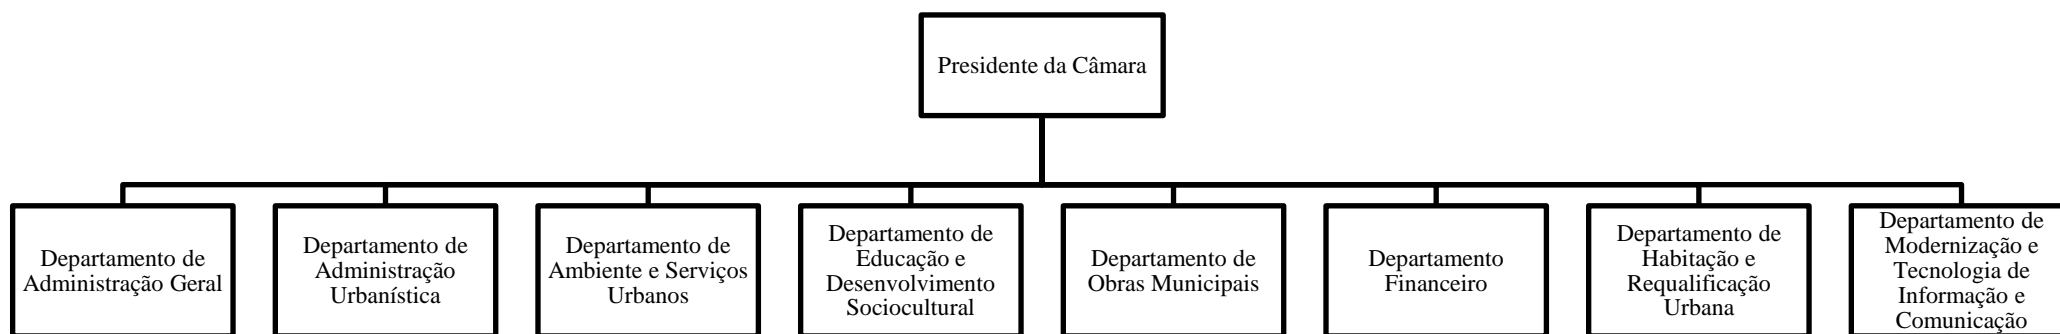 Presidente da Câmara
Departamento de
Administração Geral
Departamento de
Administração
Urbanística
Departamento de
Ambiente e Serviços
Urbanos
Departamento de
Educação e
Desenvolvimento
Sociocultural
Departamento de
Obras Municipais
Departamento
Financeiro
Departamento de
Habitação e
Requalificação
Urbana
Departamento de
Modernização e
Tecnologia de
Informação e
Comunicação